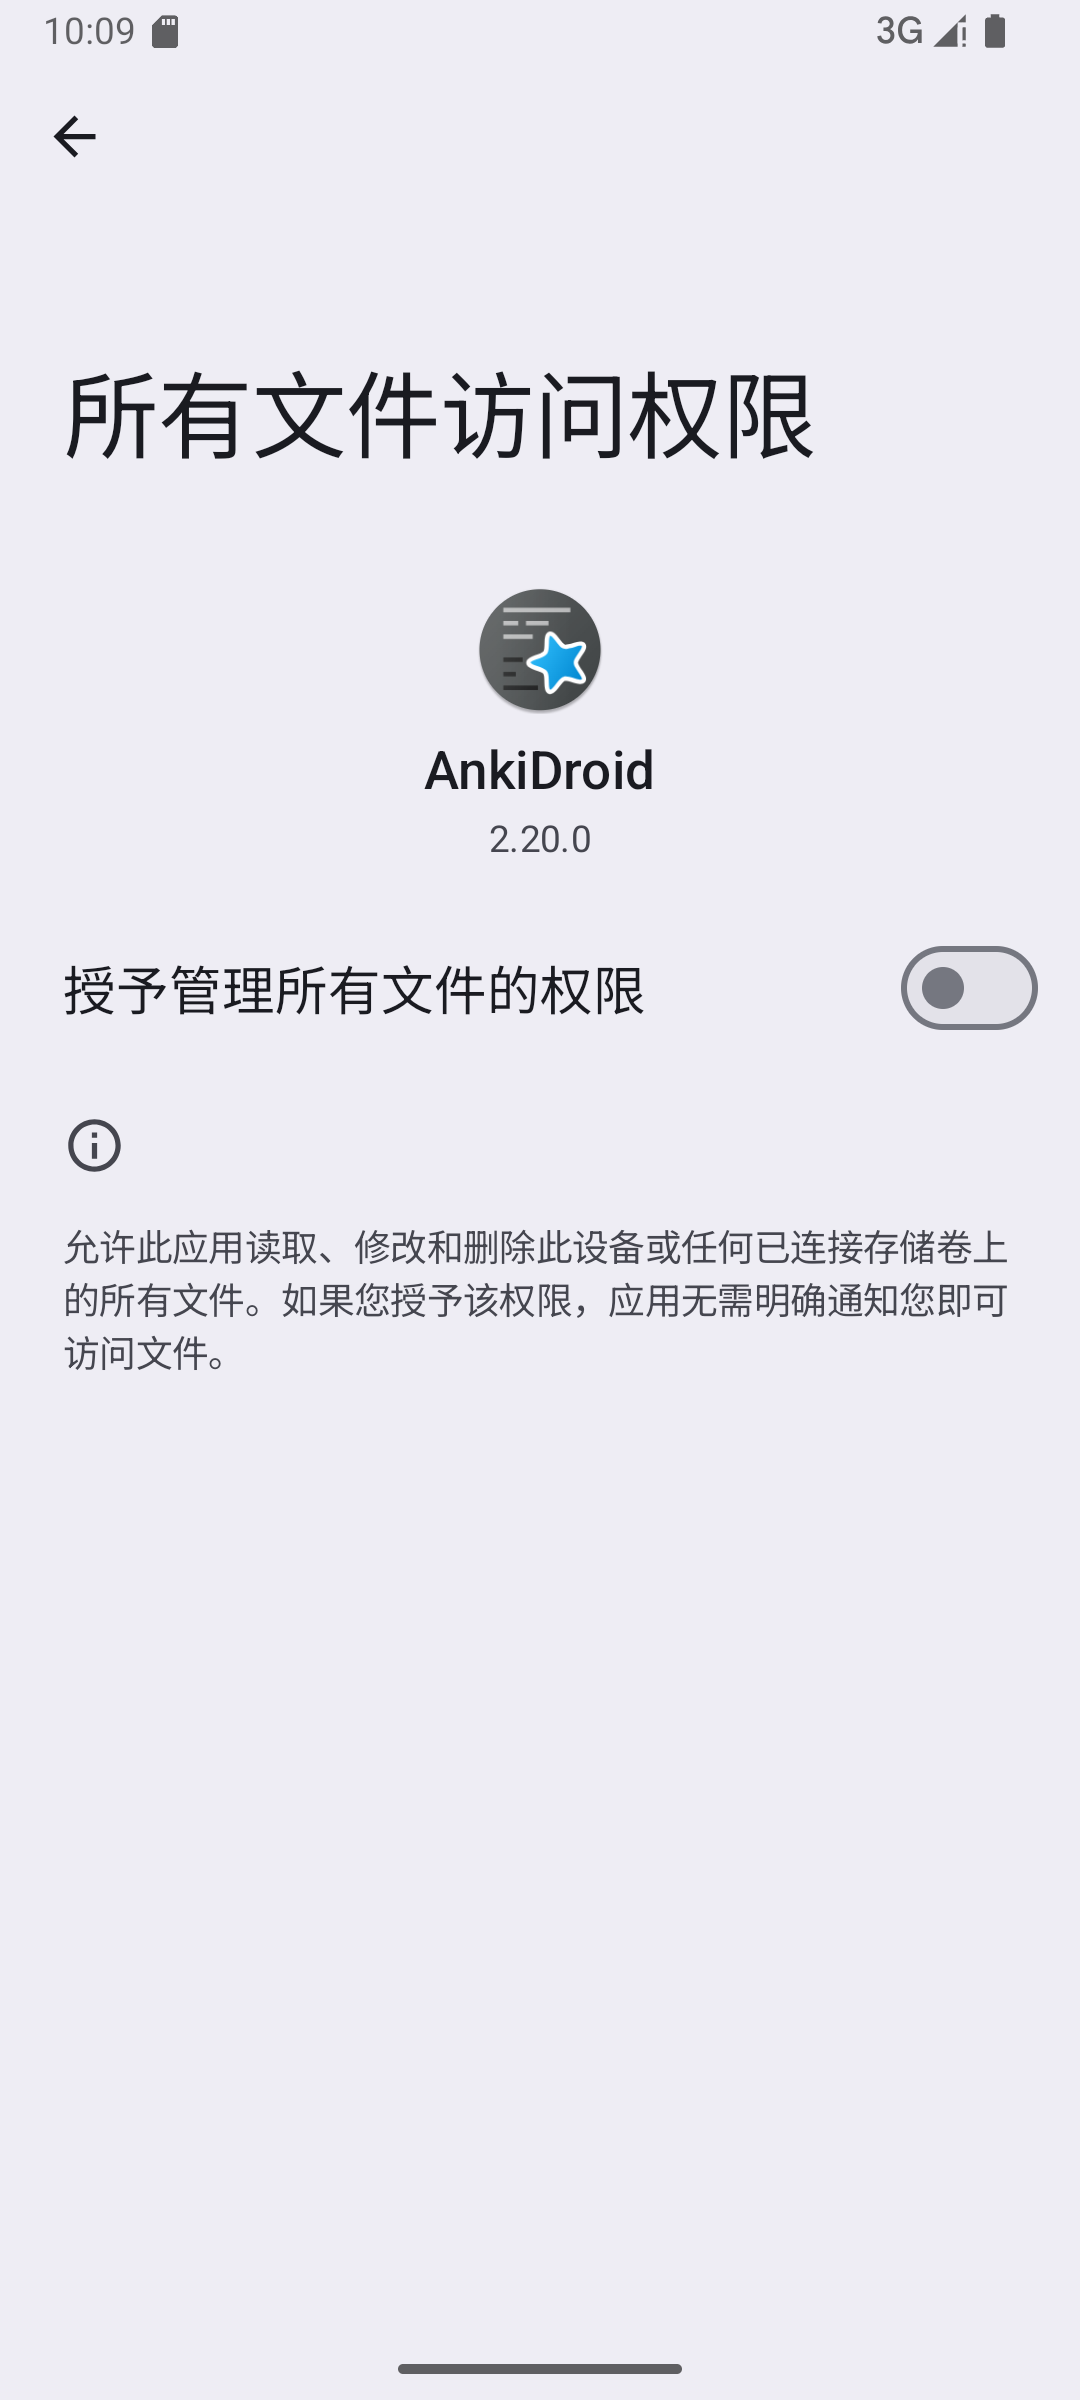 10:09
3G
所有文件访问权限
AnkiDroid
2.20.0
授予管理所有文件的权限
允许此应用读取、修改和删除此设备或任何已连接存储卷上
的所有文件。如果您授予该权限，应用无需明确通知您即可
访问文件。